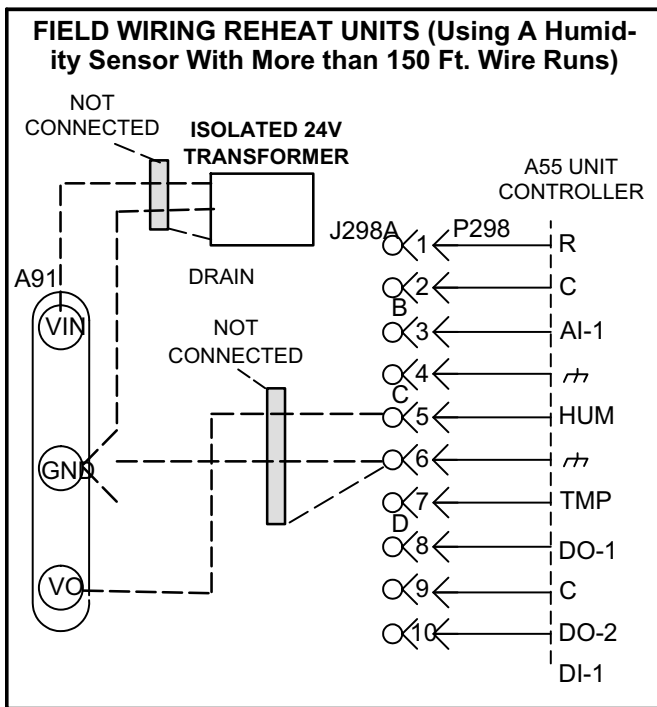 FIELD WIRING REHEAT UNITS (Using A Humid-
ity Sensor With More than 150 Ft. Wire Runs)
NOT
CONNECTED
ISOLATED 24V
TRANSFORMER
A55 UNIT
CONTROLLER
J298A
P298
1
R
A91
DRAIN
2
C
B
VIN
3
AI-1
NOT
CONNECTED
4
C
5
HUM
GND
6
7
TMP
D
8
DO-1
VO
9
C
10
DO-2
DI-1